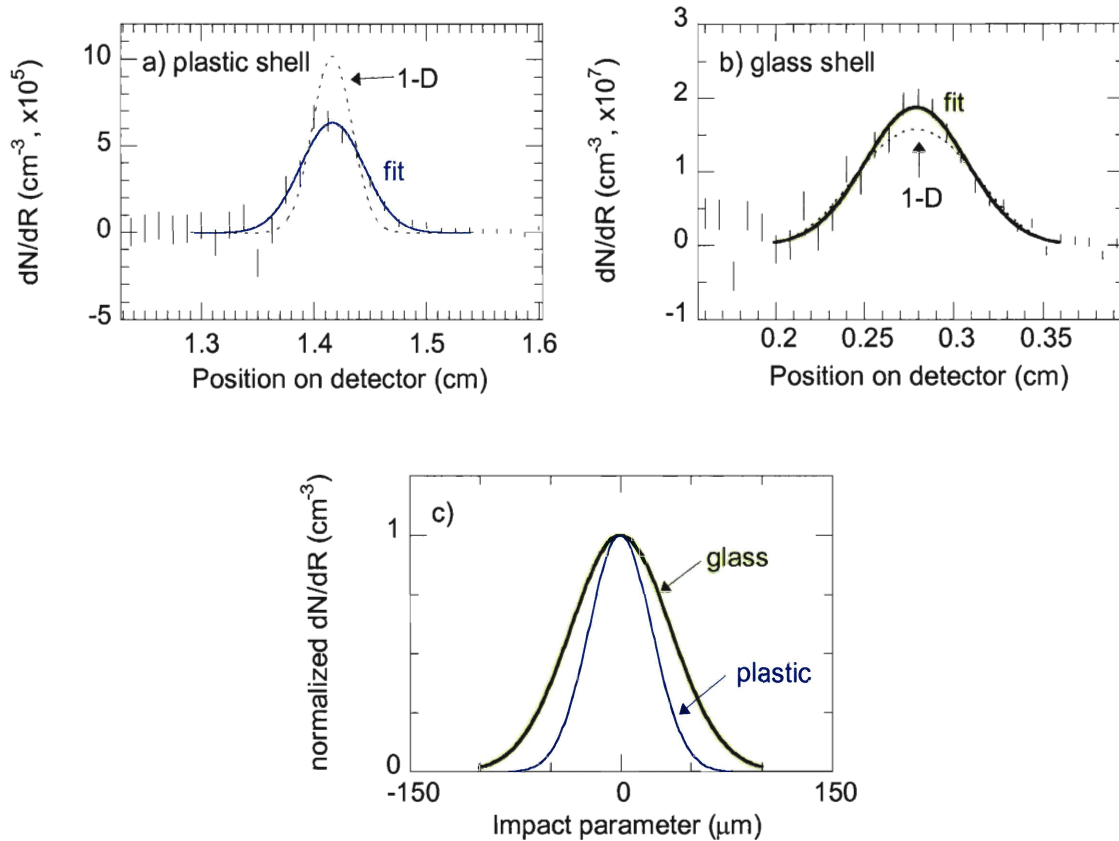 a) plastic shell
1-D
fit
dN/dR (cm⁻³ , x10⁵)
10
5
0
-5
1.3
1.4
1.5
1.6
Position on detector (cm)
b) glass shell
fit
1-D
dN/dR (cm⁻³, x10⁷)
3
2
1
0
-1
0.2
0.25
0.3
0.35
Position on detector (cm)
c)
glass
plastic
normalized dN/dR (cm⁻³)
1
0
-150
0
150
Impact parameter (μm)